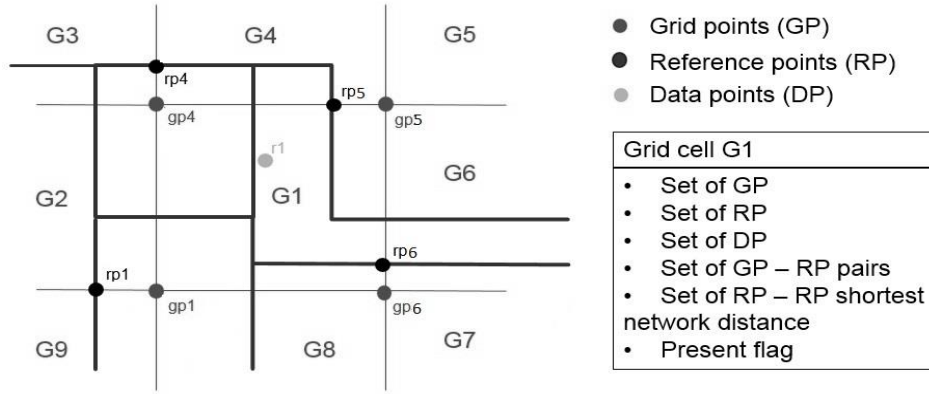 G3
G4
G5
rp4
rp5
gp4
gp5
r1
G2
G1
G6
rp1
rp6
gp1
gp6
G9
G8
G7
Grid points (GP)
Reference points (RP)
Data points (DP)
Grid cell G1
• Set of GP
• Set of RP
• Set of DP
• Set of GP – RP pairs
• Set of RP – RP shortest
network distance
• Present flag